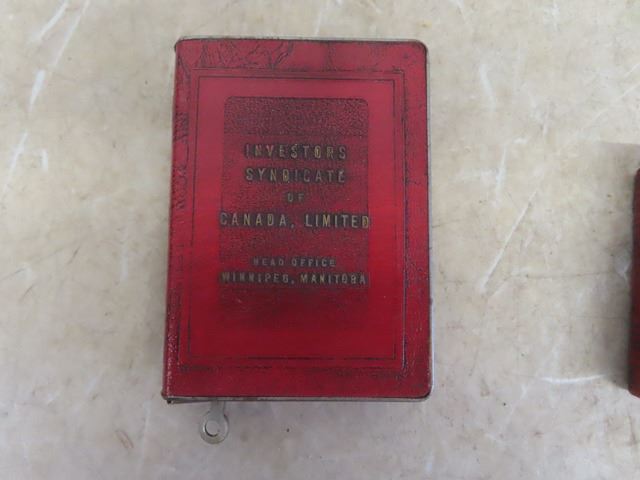 INVESTORS
SYNDICATE
OF
CANADA, LIMITED
HEAD OFFICE
WINNIPEG, MANITOBA